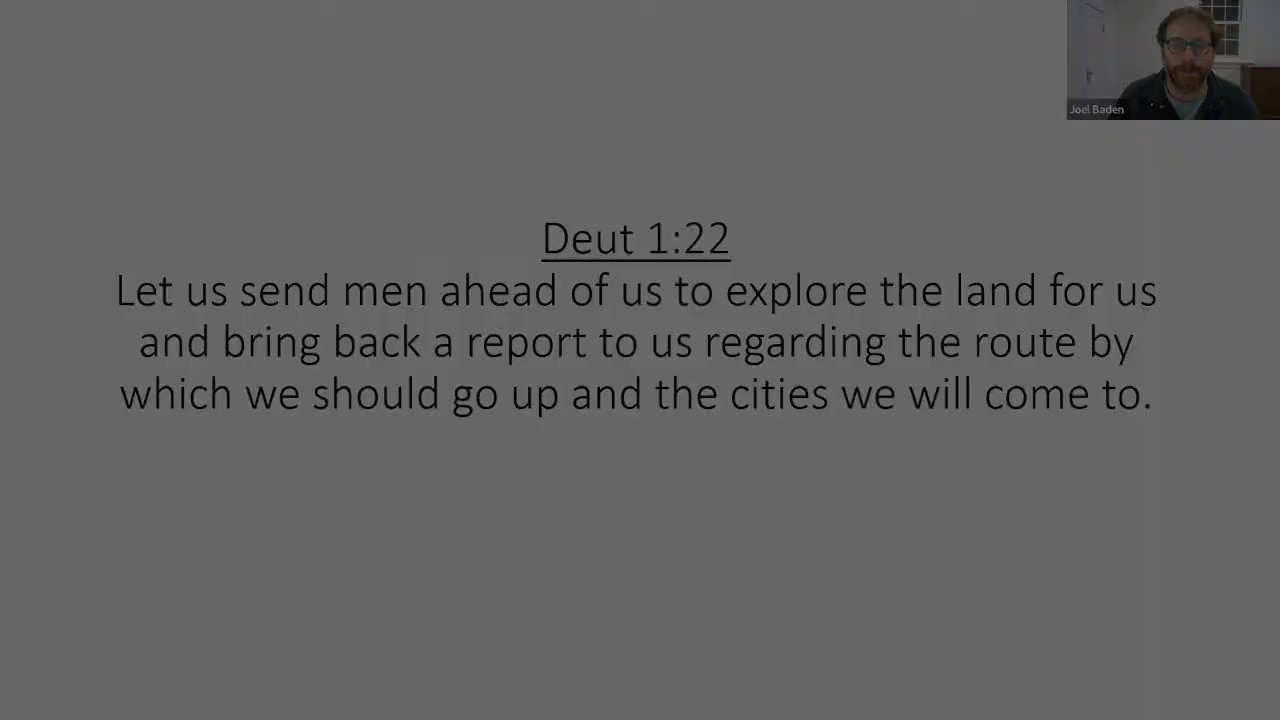 Joel Baden
Deut 1:22
Let us send men ahead of us to explore the land for us
and bring back a report to us regarding the route by
which we should go up and the cities we will come to.